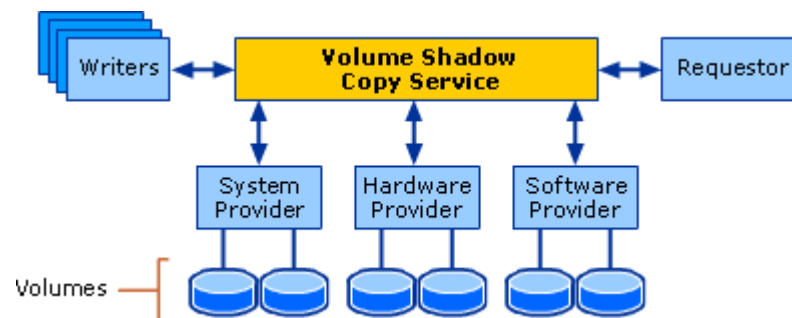 Writers
Volume Shadow
Copy Service
Requestor
System
Provider
Hardware
Provider
Software
Provider
Volumes